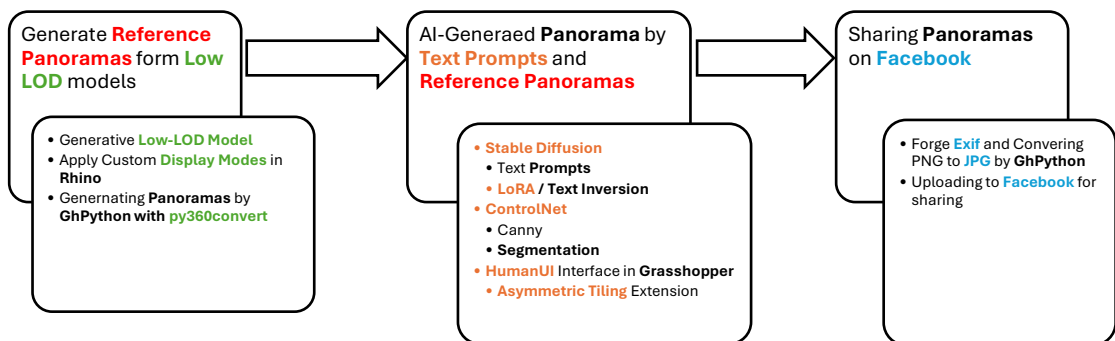 Generate Reference
Panoramas form Low
LOD models
• Generative Low-LOD Model
• Apply Custom Display Modes in
Rhino
• Genernating Panoramas by
GhPython with py360convert
AI-Generaed Panorama by
Text Prompts and
Reference Panoramas
• Stable Diffusion
• Text Prompts
• LoRA / Text Inversion
• ControlNet
• Canny
• Segmentation
• HumanUI Interface in Grasshopper
• Asymmetric Tiling Extension
Sharing Panoramas
on Facebook
• Forge Exif and Convering
PNG to JPG by GhPython
• Uploading to Facebook for
sharing